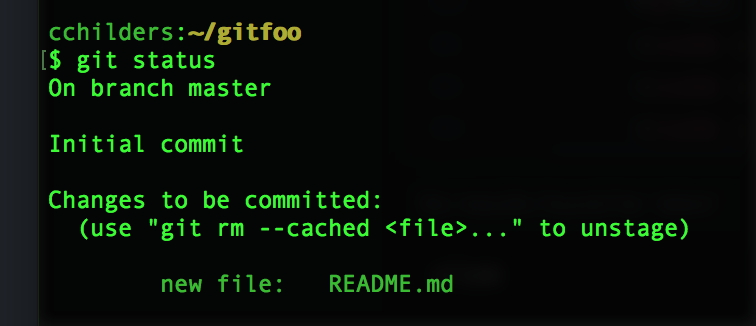 cchilders:~/gitfoo
[$ git status
On branch master
Initial commit
Changes to be committed:
(use "git rm --cached <file>..." to unstage)
new file: README.md